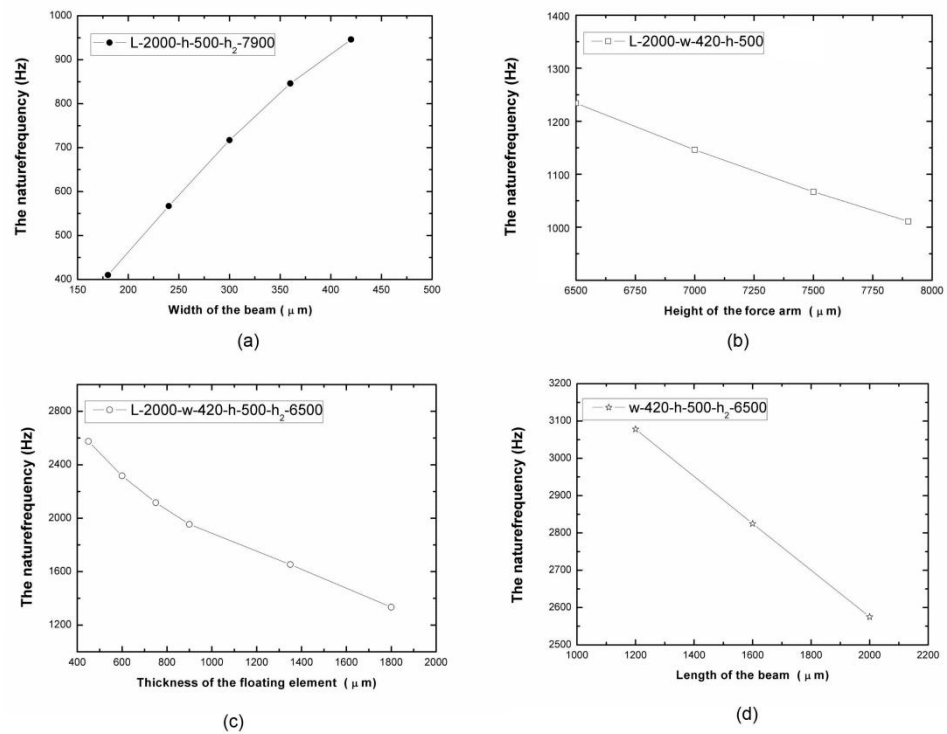 1000
950
900
800
700
600
500
400
The naturefrequency (Hz)
L-2000-h-500-h2-7900
150 200 250 300 350 400 450 500
Width of the beam ( μm)
(a)
1400
1300
1200
1100
1000
The naturefrequency (Hz)
L-2000-w-420-h-500
6500 6750 7000 7250 7500 7750 8000
Height of the force arm ( μm)
(b)
2800
2400
2000
1600
1200
The naturefrequency (Hz)
L-2000-w-420-h-500-h2-6500
400 600 800 1000 1200 1400 1600 1800 2000
Thickness of the floating element ( μm)
(c)
3200
3100
3000
2900
2800
2700
2600
2500
The naturefrequency (Hz)
w-420-h-500-h2-6500
1000 1200 1400 1600 1800 2000 2200
Length of the beam ( μm)
(d)